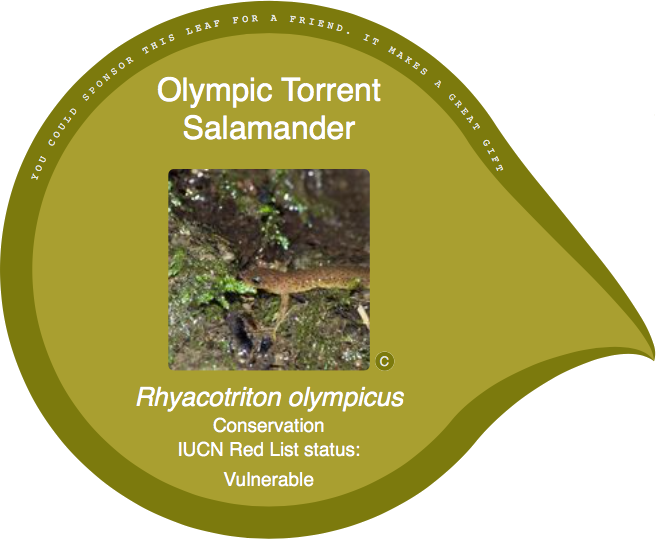 YOU COULD SPONSOR THIS LEAF FOR A FRIEND. IT MAKES A GREAT GIFT
Olympic Torrent
Salamander
C
Rhyacotriton olympicus
Conservation
IUCN Red List status:
Vulnerable